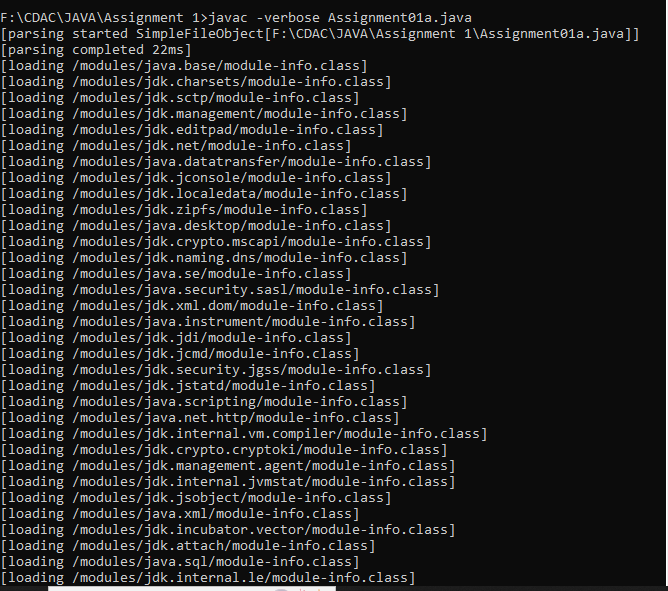 F:\CDAC\JAVA\Assignment 1>javac -verbose Assignment01a.java
[parsing started SimpleFileObject[F:\CDAC\JAVA\Assignment 1\Assignment01a.java]]
[parsing completed 22ms]
[loading /modules/java.base/module-info.class]
[loading /modules/jdk.charsets/module-info.class]
[loading /modules/jdk.sctp/module-info.class]
[loading /modules/jdk.management/module-info.class]
[loading /modules/jdk.editpad/module-info.class]
[loading /modules/jdk.net/module-info.class]
[loading /modules/java.datatransfer/module-info.class]
[loading /modules/jdk.jconsole/module-info.class]
[loading /modules/jdk.localedata/module-info.class]
[loading /modules/jdk.zipfs/module-info.class]
[loading /modules/java.desktop/module-info.class]
[loading /modules/jdk.crypto.mscapi/module-info.class]
[loading /modules/jdk.naming.dns/module-info.class]
[loading /modules/java.se/module-info.class]
[loading /modules/java.security.sasl/module-info.class]
[loading /modules/jdk.xml.dom/module-info.class]
[loading /modules/java.instrument/module-info.class]
[loading /modules/jdk.jdi/module-info.class]
[loading /modules/jdk.jcmd/module-info.class]
[loading /modules/jdk.security.jgss/module-info.class]
[loading /modules/jdk.jstatd/module-info.class]
[loading /modules/java.scripting/module-info.class]
[loading /modules/java.net.http/module-info.class]
[loading /modules/jdk.internal.vm.compiler/module-info.class]
[loading /modules/jdk.crypto.cryptoki/module-info.class]
[loading /modules/jdk.management.agent/module-info.class]
[loading /modules/jdk.internal.jvmstat/module-info.class]
[loading /modules/jdk.jsobject/module-info.class]
[loading /modules/java.xml/module-info.class]
[loading /modules/jdk.incubator.vector/module-info.class]
[loading /modules/jdk.attach/module-info.class]
[loading /modules/java.sql/module-info.class]
[loading /modules/jdk.internal.le/module-info.class]